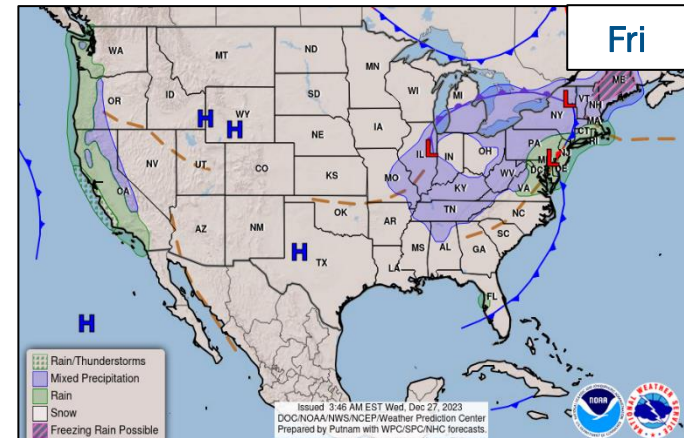 Fri
WA
MT
ND
MN
ME
OR
ID
WY
SD
WI
MI
VT
NH
NY
MA
CT
RI
H
H
L
NE
IA
PA
NV
UT
CO
IL
IN
OH
L
L
CA
KS
MO
WV
VA
KY
AZ
NM
OK
AR
TN
NC
SC
H
TX
MS
AL
GA
LA
FL
H
Rain/Thunderstorms
Mixed Precipitation
Rain
Snow
Freezing Rain Possible
Issued 3:46 AM EST Wed, Dec 27, 2023
DOC/NOAA/NWS/NCEP/Weather Prediction Center
Prepared by Putnam with WPC/SPC/NHC forecasts.
NOAA
NATIONAL WEATHER SERVICE